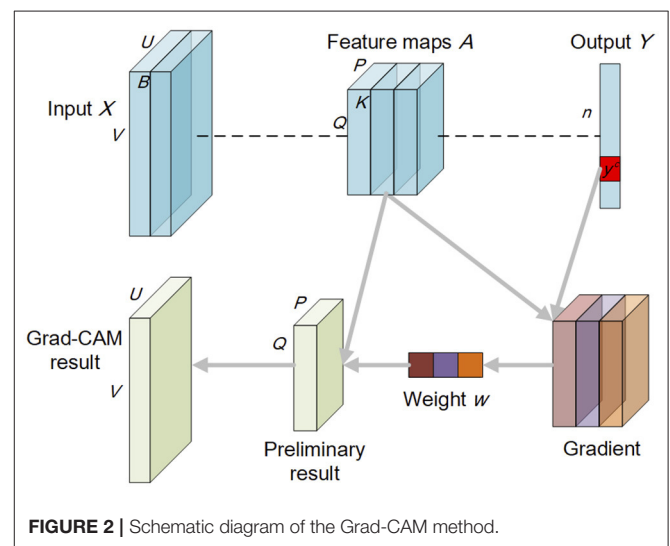 U
Feature maps A
Output Y
B
P
Input X
K
n
V
Q
y^c
U
P
Grad-CAM
result
Q
V
Weight w
Preliminary
result
Gradient
FIGURE 2 | Schematic diagram of the Grad-CAM method.